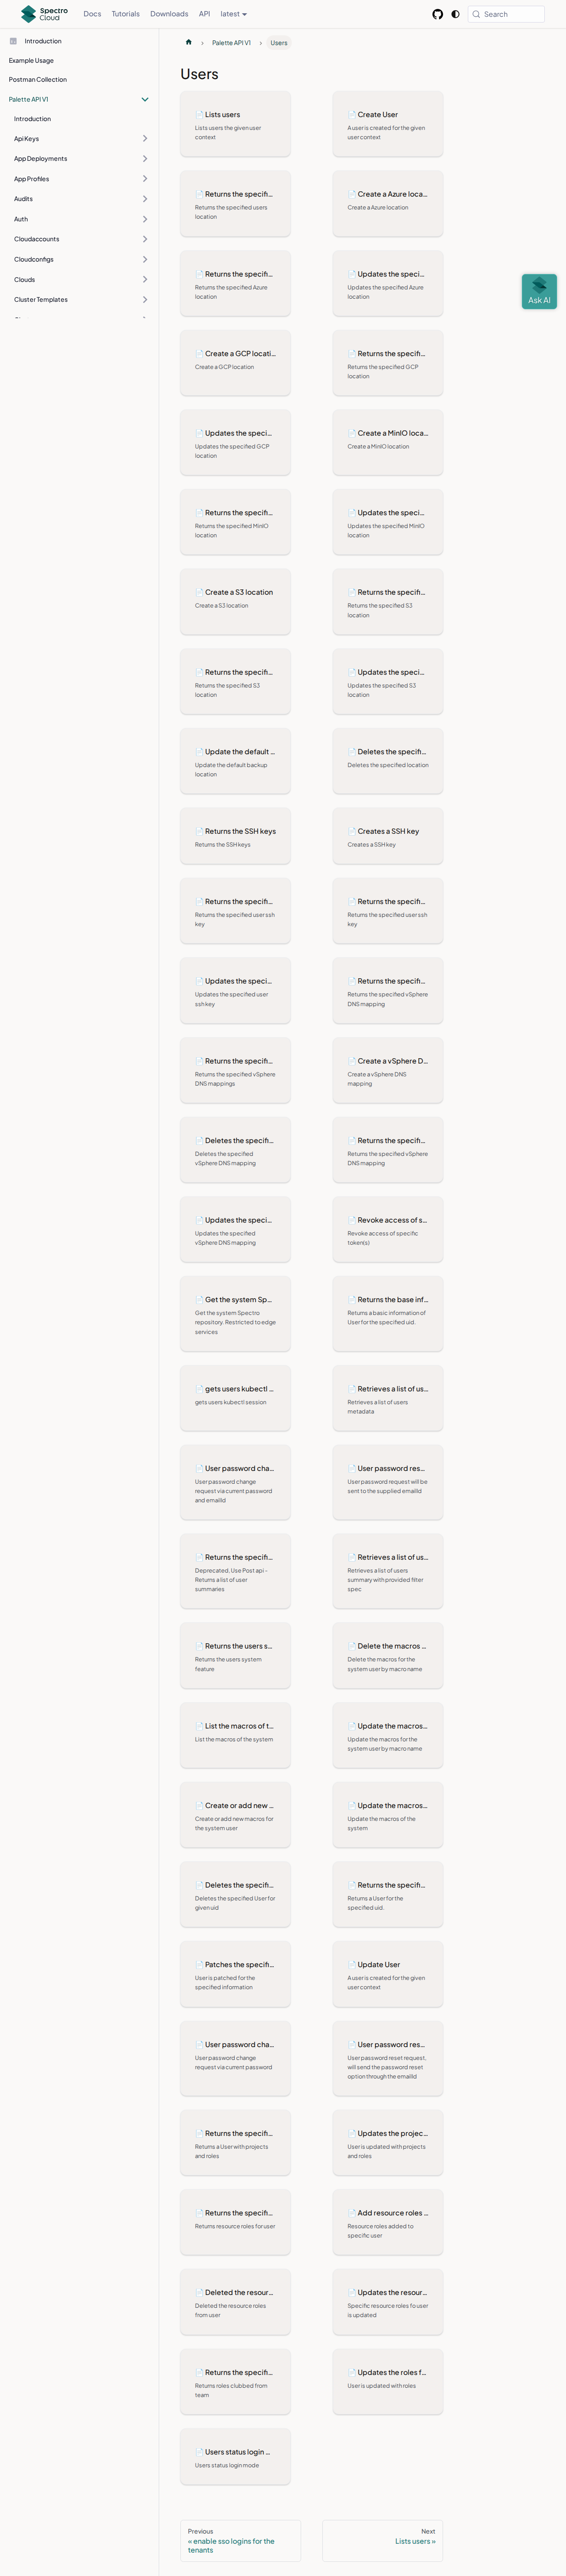 Spectro Cloud
Docs
Tutorials
Downloads
API
latest
Search
Introduction
Example Usage
Postman Collection
Palette API V1
Introduction
Api Keys
App Deployments
App Profiles
Audits
Auth
Cloudaccounts
Cloudconfigs
Clouds
Cluster Templates
Palette API V1
Users
Users
Ask AI
Lists users
Lists users the given user
context
Create User
A user is created for the given
user context
Returns the specifi...
Returns the specified users
location
Create a Azure loca...
Create a Azure location
Returns the specifi...
Returns the specified Azure
location
Updates the speci...
Updates the specified Azure
location
Create a GCP locati...
Create a GCP location
Returns the specifi...
Returns the specified GCP
location
Updates the speci...
Updates the specified GCP
location
Create a MinIO loca...
Create a MinIO location
Returns the specifi...
Returns the specified MinIO
location
Updates the speci...
Updates the specified MinIO
location
Create a S3 location
Create a S3 location
Returns the specifi...
Returns the specified S3
location
Returns the specifi...
Returns the specified S3
location
Updates the speci...
Updates the specified S3
location
Update the default ...
Update the default backup
location
Deletes the specifi...
Deletes the specified location
Returns the SSH keys
Returns the SSH keys
Creates a SSH key
Creates a SSH key
Returns the specifi...
Returns the specified user ssh
key
Returns the specifi...
Returns the specified user ssh
key
Updates the speci...
Updates the specified user
ssh key
Returns the specifi...
Returns the specified vSphere
DNS mapping
Returns the specifi...
Returns the specified vSphere
DNS mappings
Create a vSphere D...
Create a vSphere DNS
mapping
Deletes the specifi...
Deletes the specified
vSphere DNS mapping
Returns the specifi...
Returns the specified vSphere
DNS mapping
Updates the speci...
Updates the specified
vSphere DNS mapping
Revoke access of s...
Revoke access of specific
token(s)
Get the system Sp...
Get the system Spectro
repository. Restricted to edge
services
Returns the base inf...
Returns a basic information of
User for the specified uid.
gets users kubectl ...
gets users kubectl session
Retrieves a list of us...
Retrieves a list of users
metadata
User password cha...
User password change
request via current password
and emailId
User password res...
User password request will be
sent to the supplied emailId
Returns the specifi...
Deprecated, Use Post api -
Returns a list of user
summaries
Retrieves a list of us...
Retrieves a list of users
summary with provided filter
spec
Returns the users s...
Returns the users system
feature
Delete the macros ...
Delete the macros for the
system user by macro name
List the macros of t...
List the macros of the system
Update the macros...
Update the macros for the
system user by macro name
Create or add new ...
Create or add new macros for
the system user
Update the macros...
Update the macros of the
system
Deletes the specifi...
Deletes the specified User for
given uid
Returns the specifi...
Returns a User for the
specified uid.
Patches the specifi...
User is patched for the
specified information
Update User
A user is created for the given
user context
User password cha...
User password change
request via current password
User password res...
User password reset request,
will send the password reset
option through the emailId
Returns the specifi...
Returns a User with projects
and roles
Updates the projec...
User is updated with projects
and roles
Returns the specifi...
Returns resource roles for user
Add resource roles ...
Resource roles added to
specific user
Deleted the resour...
Deleted the resource roles
from user
Updates the resour...
Specific resource roles fo user
is updated
Returns the specifi...
Returns roles clubbed from
team
Updates the roles f...
User is updated with roles
Users status login ...
Users status login mode
Previous
« enable sso logins for the
tenants
Next
Lists users »